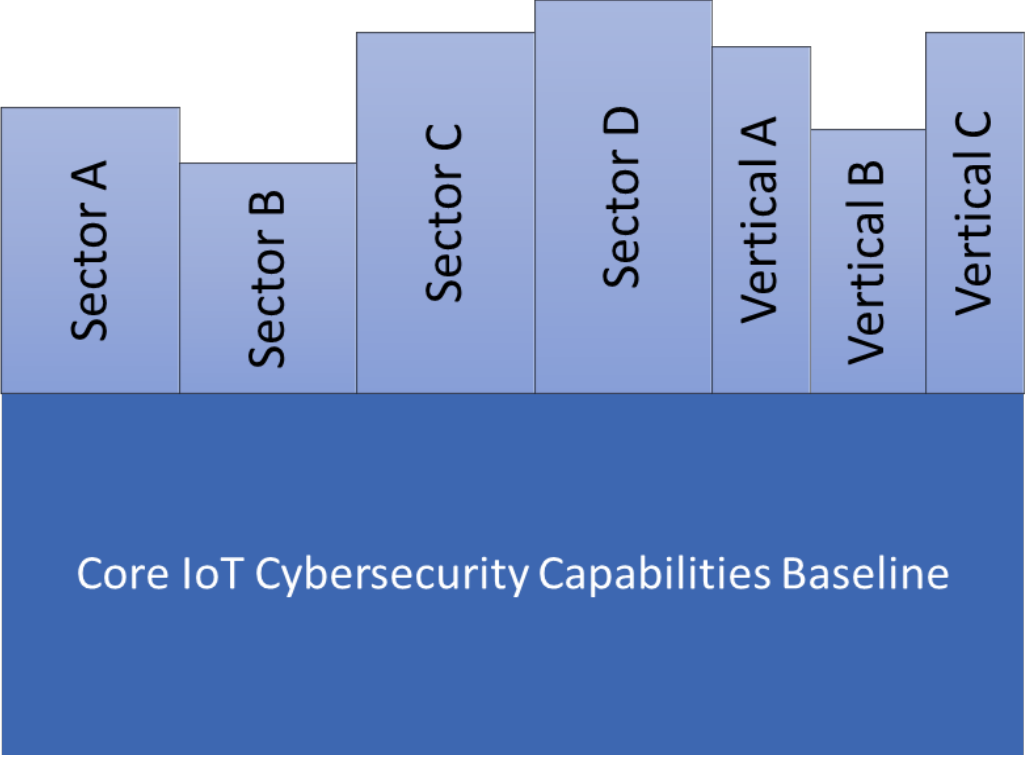 Sector A
Sector B
Sector C
Sector D
Vertical A
Vertical B
Vertical C
Core IoT Cybersecurity Capabilities Baseline